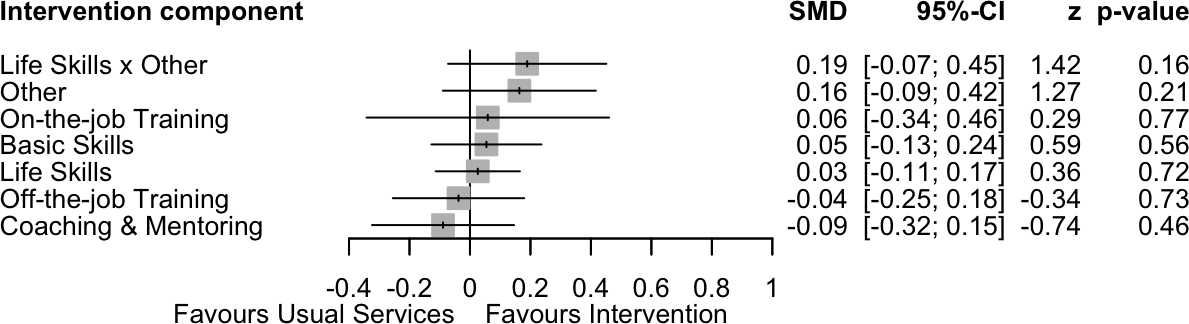 Intervention component SMD 95%-CI z p-value
Life Skills x Other 0.19 [-0.07; 0.45] 1.42 0.16
Other 0.16 [-0.09; 0.42] 1.27 0.21
On-the-job Training 0.06 [-0.34; 0.46] 0.29 0.77
Basic Skills 0.05 [-0.13; 0.24] 0.59 0.56
Life Skills 0.03 [-0.11; 0.17] 0.36 0.72
Off-the-job Training -0.04 [-0.25; 0.18] -0.34 0.73
Coaching & Mentoring -0.09 [-0.32; 0.15] -0.74 0.46
-0.4 -0.2 0 0.2 0.4 0.6 0.8 1
Favours Usual Services Favours Intervention